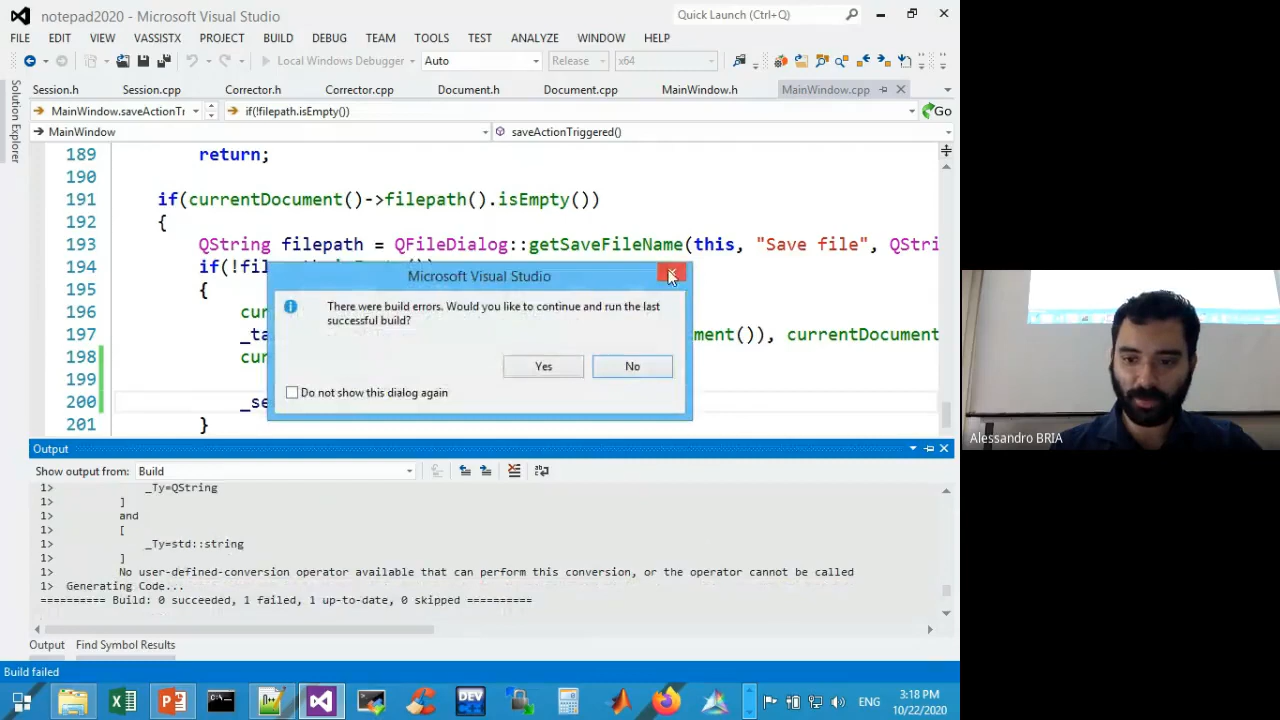 notepad2020 - Microsoft Visual Studio
Quick Launch (Ctrl+Q)
FILE EDIT VIEW VASSISTX PROJECT BUILD DEBUG TEAM TOOLS TEST ANALYZE WINDOW HELP
Local Windows Debugger Auto Release x64
Session.h Session.cpp Corrector.h Corrector.cpp Document.h Document.cpp MainWindow.h MainWindow.cpp
MainWindow.saveActionTr if(!filepath.isEmpty()) Go
MainWindow saveActionTriggered()
Solution Explorer
189 return;
190
191 if(currentDocument()->filepath().isEmpty())
192 {
193 QString filepath = QFileDialog::getSaveFileName(this, "Save file", QStri
194 if(!fil
195 {
196 cur
197 _ta ment()), currentDocument
198 cur
199
200 _se
201 }
Microsoft Visual Studio
There were build errors. Would you like to continue and run the last
successful build?
Yes No
Do not show this dialog again
Output
Show output from: Build
1> _Ty=QString
1> ]
1> and
1> [
1> _Ty=std::string
1> ]
1> No user-defined-conversion operator available that can perform this conversion, or the operator cannot be called
1> Generating Code...
========== Build: 0 succeeded, 1 failed, 1 up-to-date, 0 skipped ==========
Output Find Symbol Results
Build failed
DEV
ENG
3:18 PM
10/22/2020
Alessandro BRIA